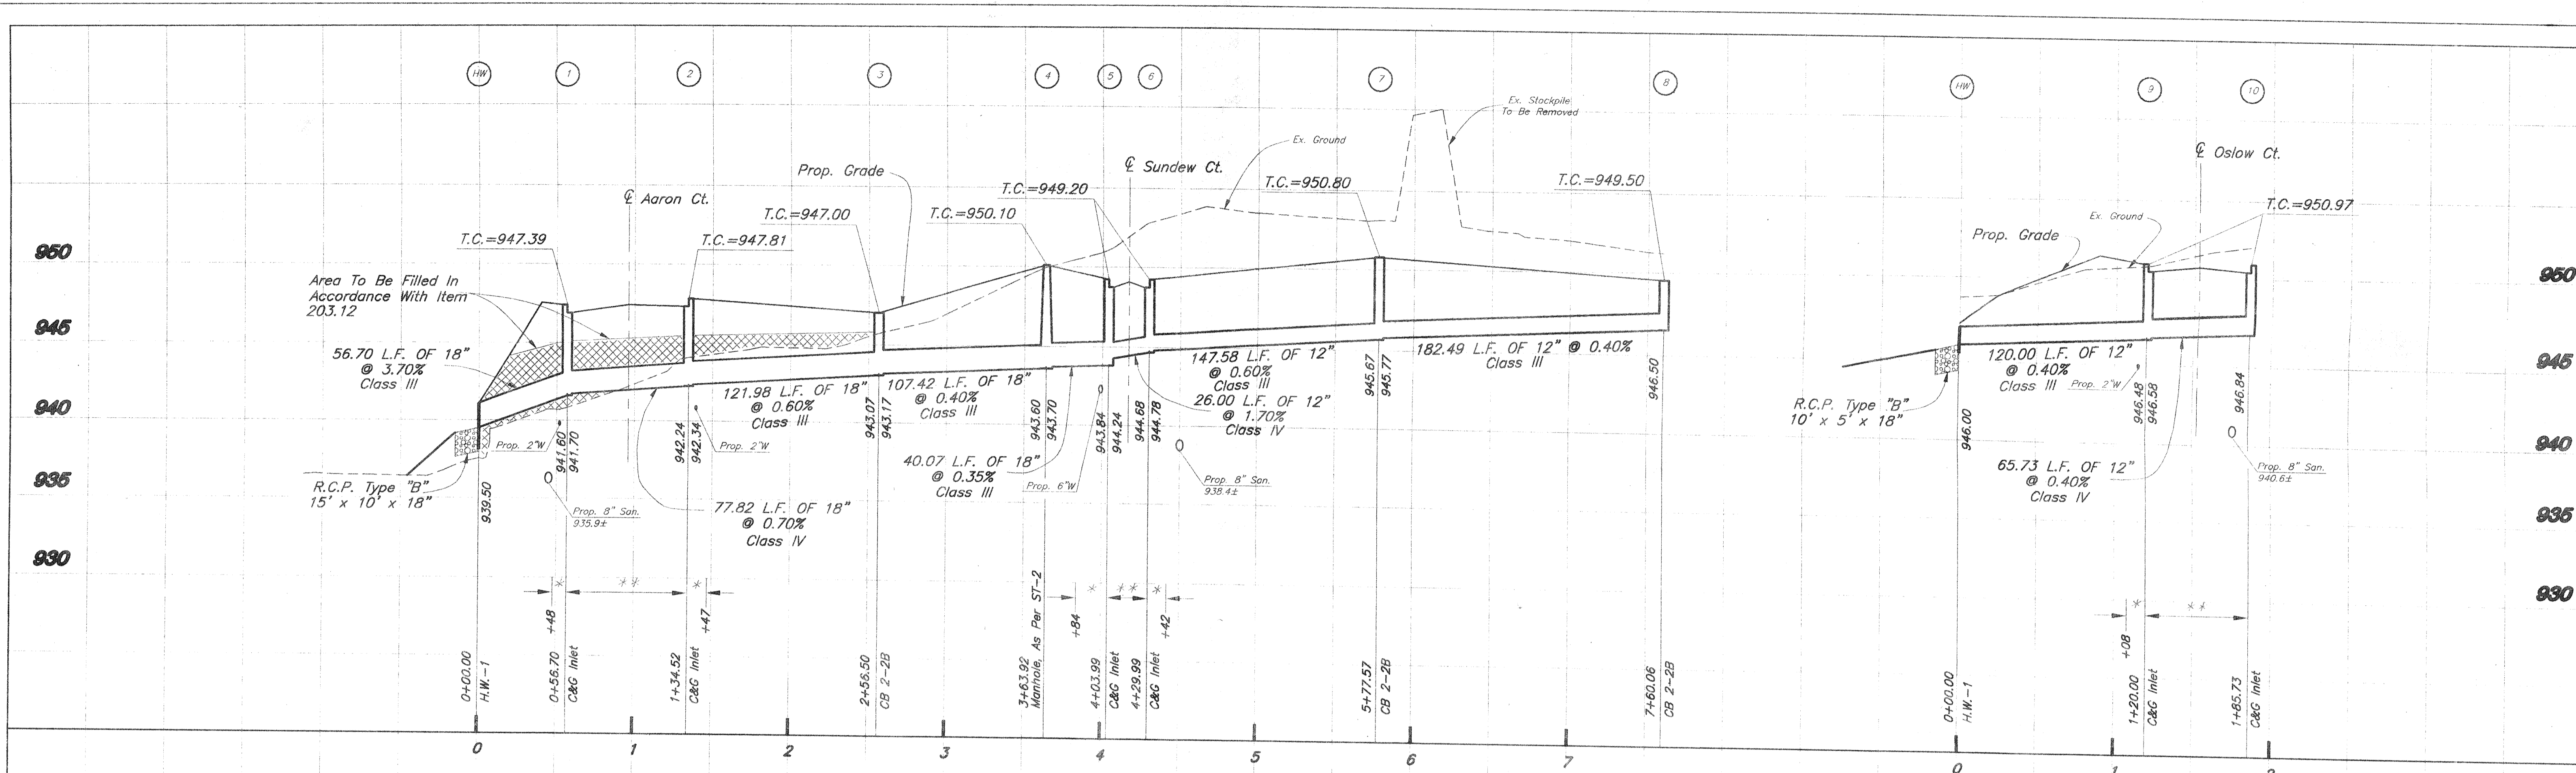 HW 1 2 3 4 5 6 7 8 HW 9 10
Ex. Stockpile
To Be Removed
Ex. Ground
℄ Sundew Ct.
℄ Oslow Ct.
Prop. Grade
T.C.=949.20
T.C.=950.80
T.C.=949.50
℄ Aaron Ct.
T.C.=947.00
T.C.=950.10
T.C.=950.97
Ex. Ground
Prop. Grade
T.C.=947.39
T.C.=947.81
950
950
Area To Be Filled In
Accordance With Item
203.12
945
945
56.70 L.F. OF 18"
@ 3.70%
Class III
121.98 L.F. OF 18"
@ 0.60%
Class III
107.42 L.F. OF 18"
@ 0.40%
Class III
147.58 L.F. OF 12"
@ 0.60%
Class III
182.49 L.F. OF 12" @ 0.40%
Class III
120.00 L.F. OF 12"
@ 0.40%
Class III
26.00 L.F. OF 12"
@ 1.70%
Class IV
940
940
R.C.P. Type "B"
10' x 5' x 18"
Prop. 2"W
Prop. 2"W
Prop. 2"W
939.50
941.60
941.70
942.24
942.34
943.07
943.17
943.60
943.70
943.84
944.24
944.68
944.78
945.67
945.77
946.50
946.00
946.48
946.58
946.84
935
935
R.C.P. Type "B"
15' x 10' x 18"
Prop. 8" San.
935.9±
77.82 L.F. OF 18"
@ 0.70%
Class IV
40.07 L.F. OF 18"
@ 0.35%
Class III
Prop. 6"W
Prop. 8" San.
938.4±
65.73 L.F. OF 12"
@ 0.40%
Class IV
Prop. 8" San.
940.6±
930
930
* ** * * ** * * **
+48
+47
+84
+42
+08
0+00.00
H.W.-1
0+56.70
C&G Inlet
1+34.52
C&G Inlet
2+56.50
CB 2-2B
3+63.92
Manhole, As Per ST-2
4+03.99
C&G Inlet
4+29.99
C&G Inlet
5+77.57
CB 2-2B
7+60.06
CB 2-2B
0+00.00
H.W.-1
1+20.00
C&G Inlet
1+85.73
C&G Inlet
0 1 2 3 4 5 6 7 0 1 2